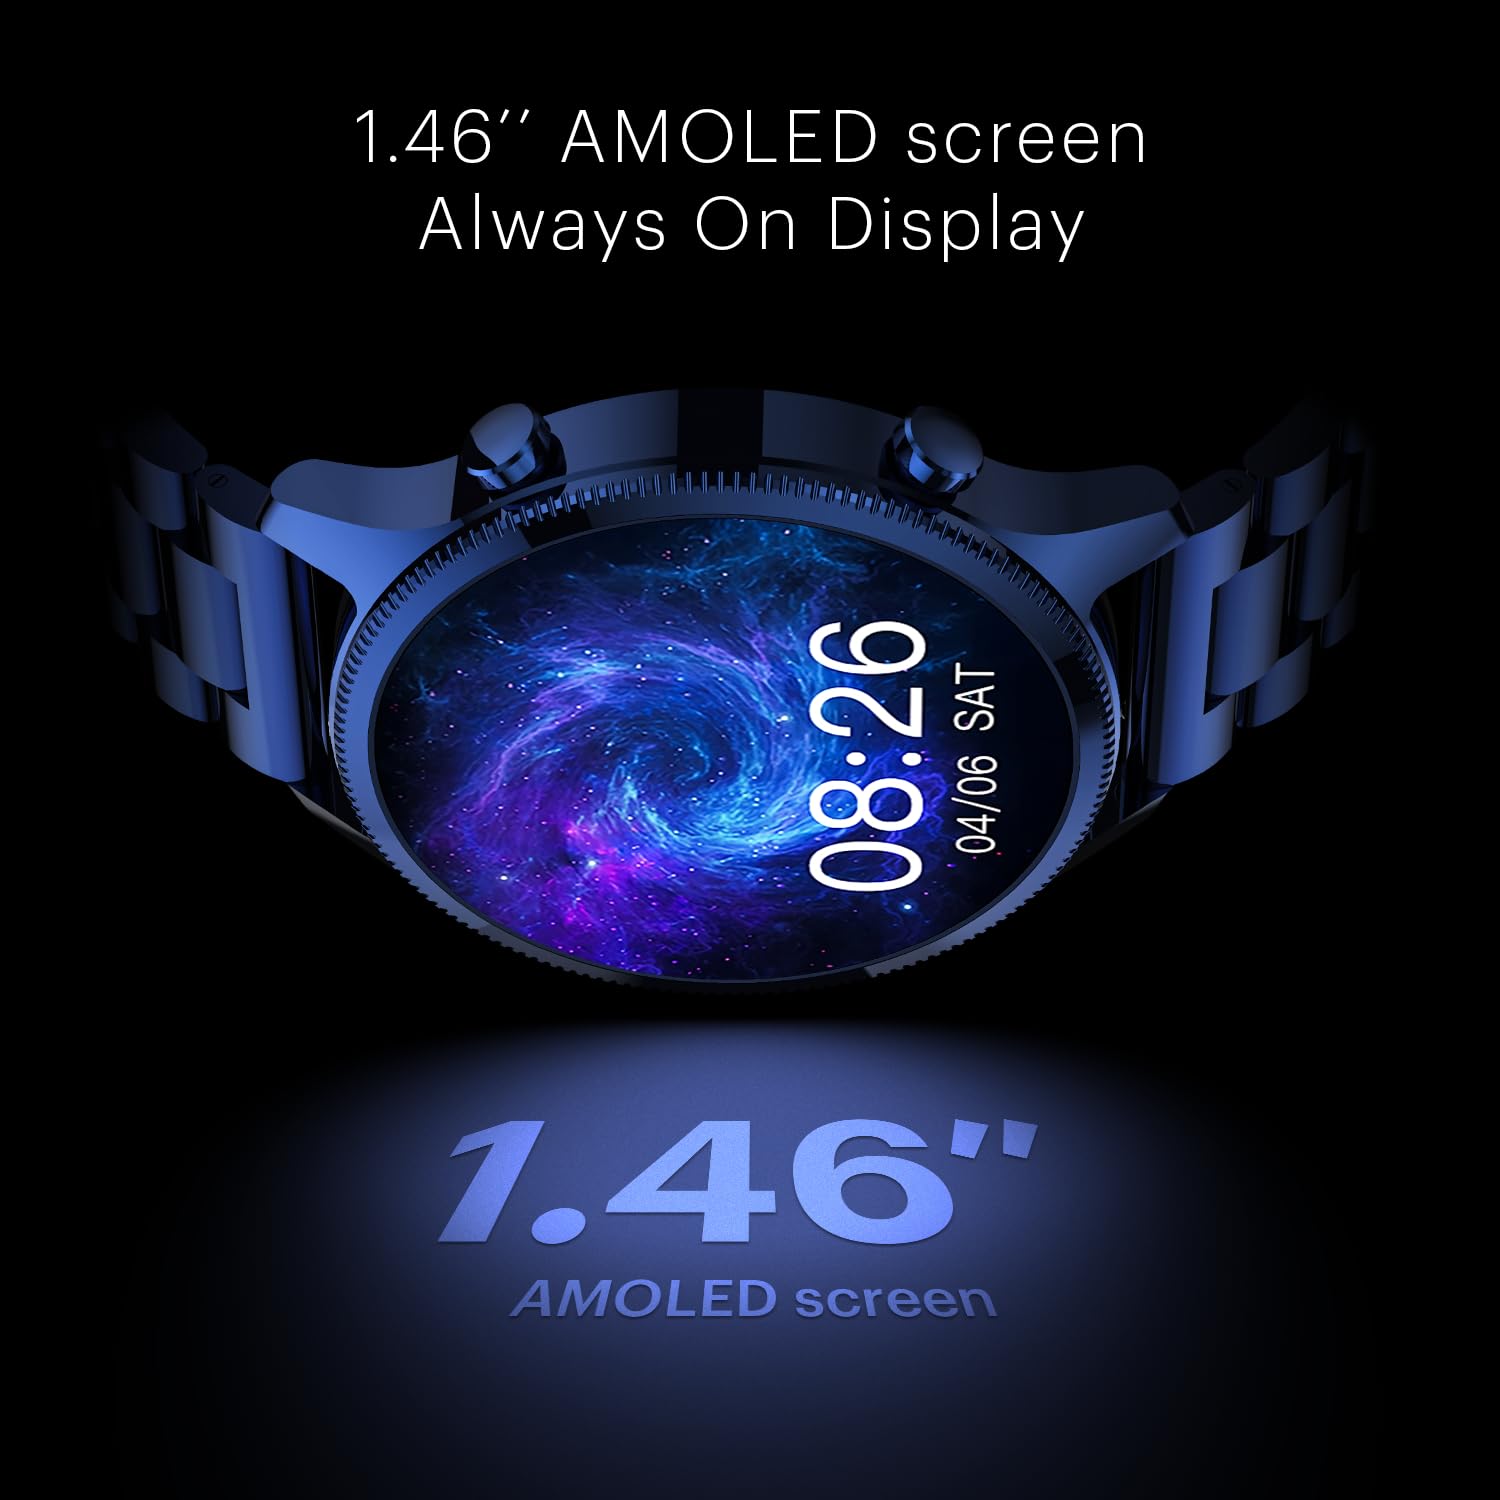 1.46’’ AMOLED screen
Always On Display
08:26
04/06 SAT
1.46"
AMOLED screen